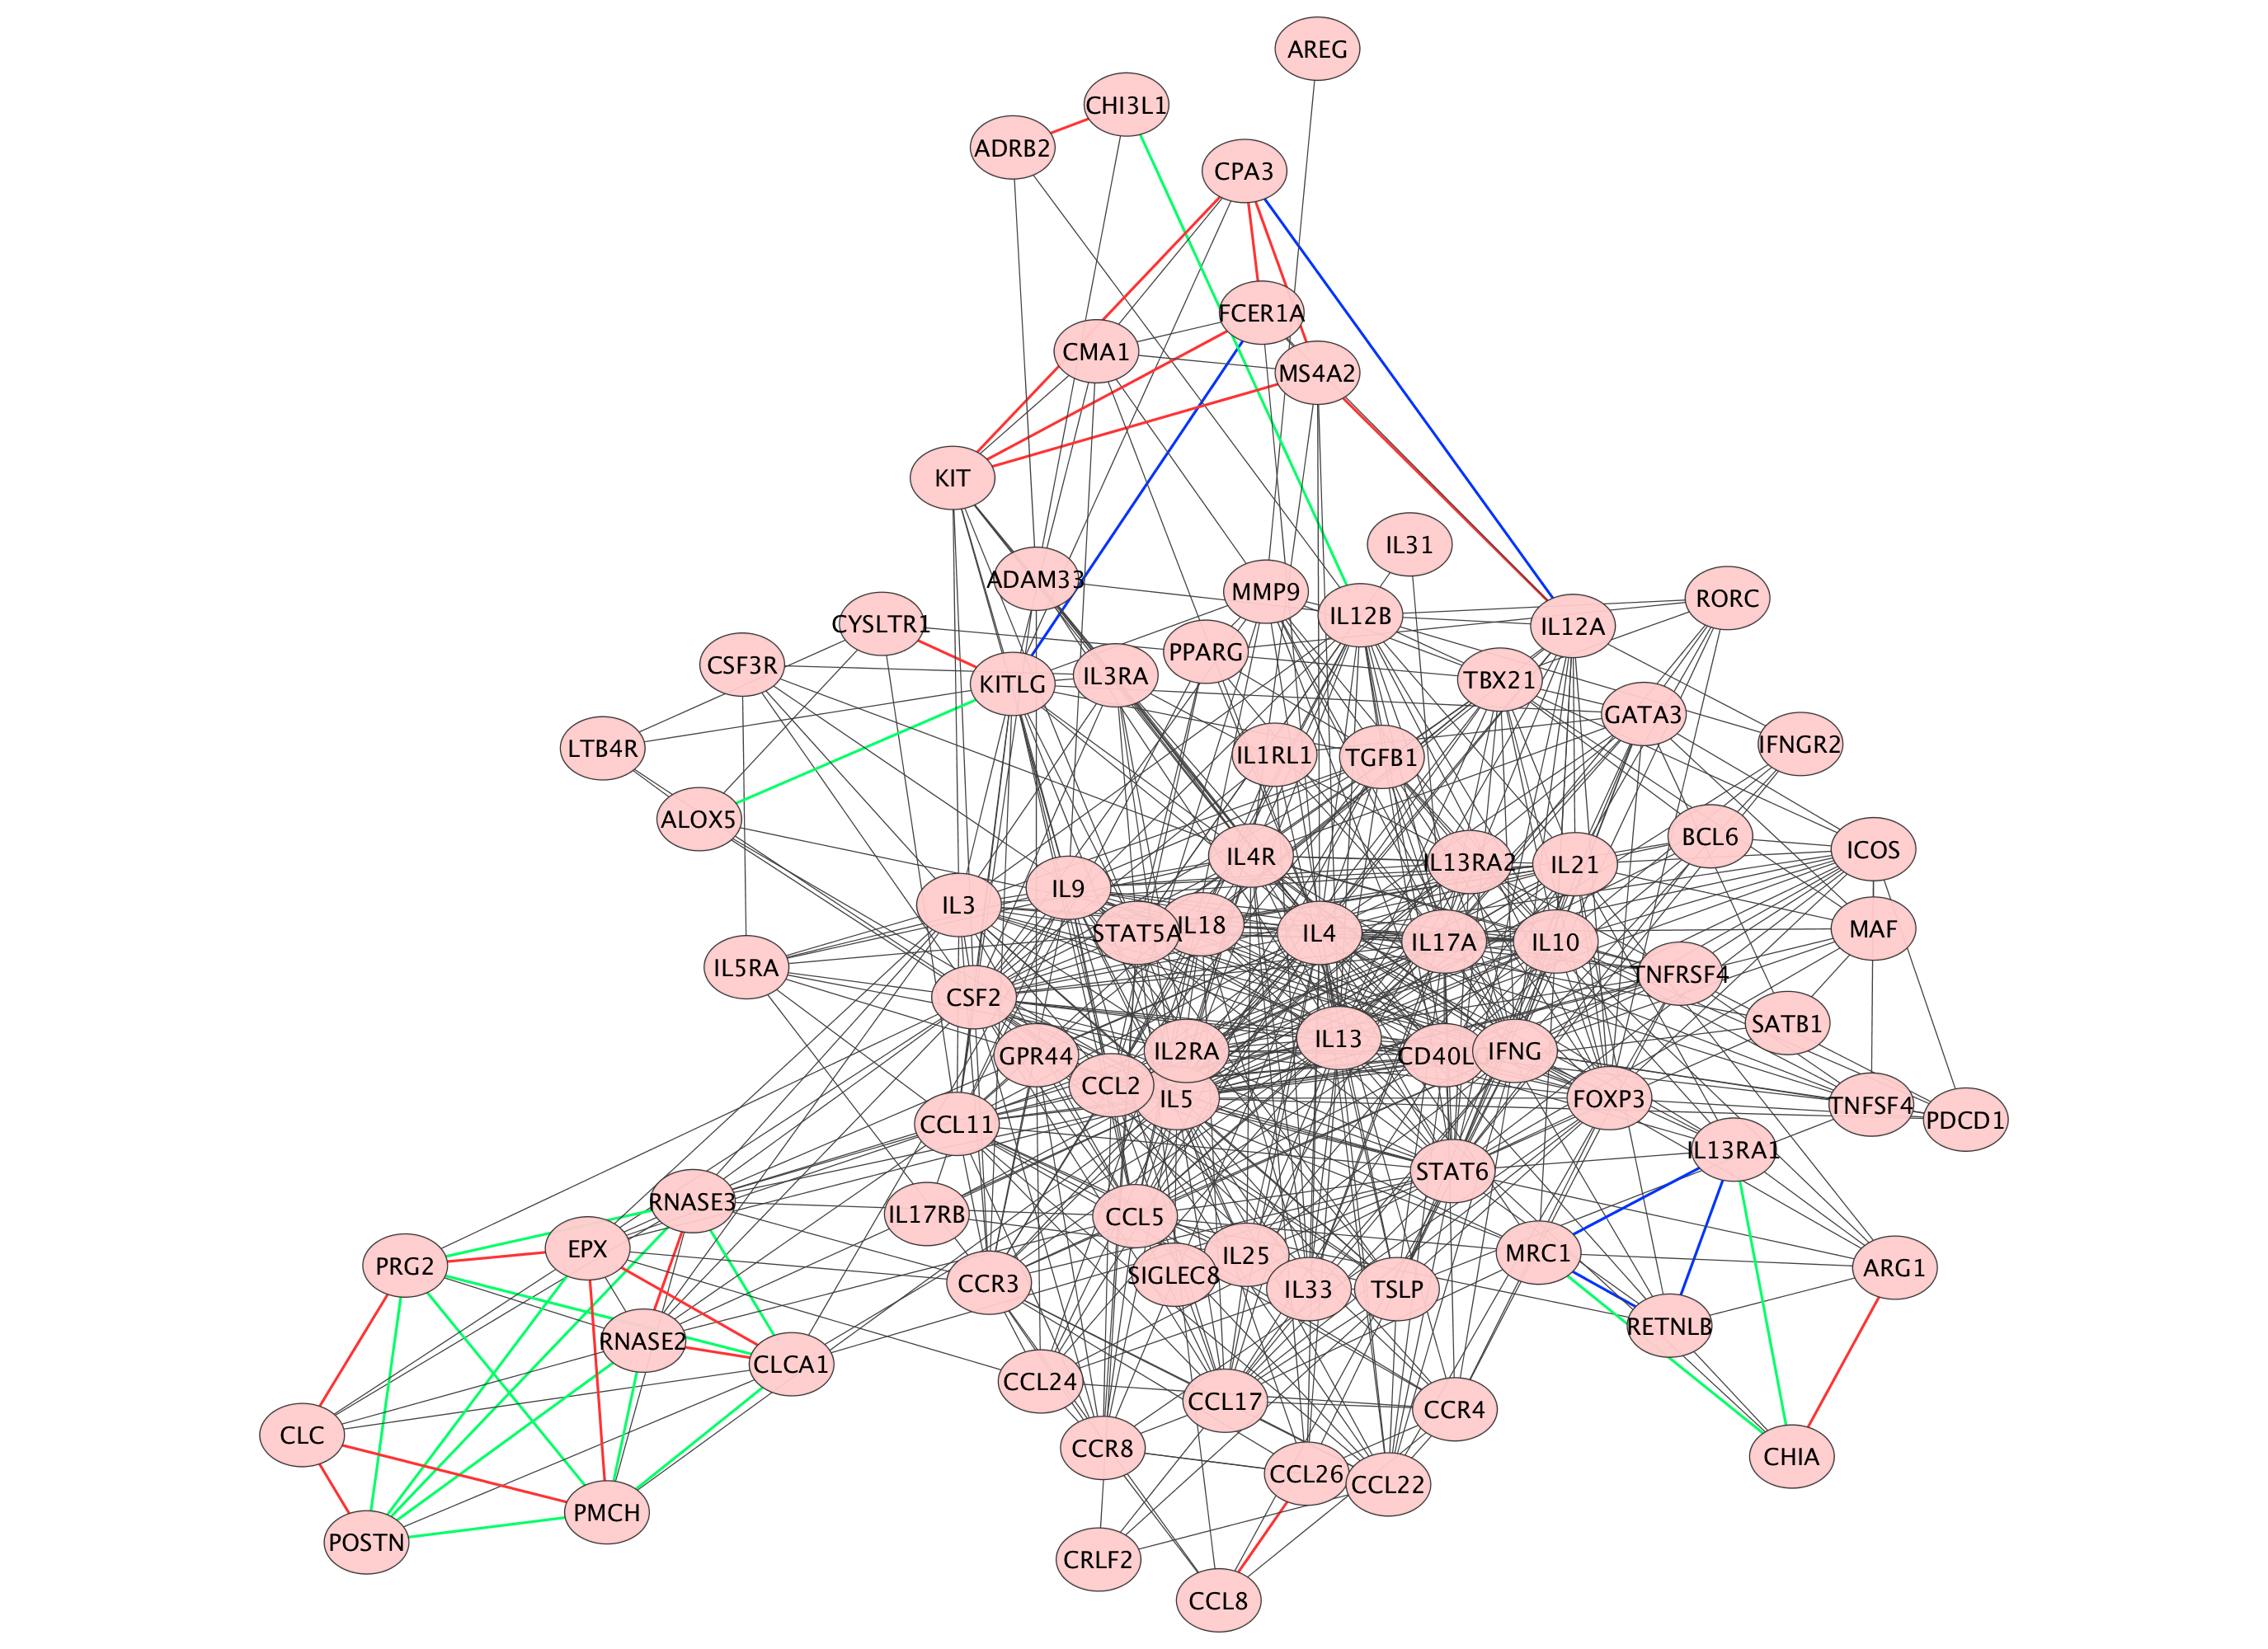 AREG
CHI3L1
ADRB2
CPA3
FCER1A
CMA1
MS4A2
KIT
IL31
ADAM33
MMP9
RORC
IL12B
CYSLTR1
IL12A
PPARG
CSF3R
IL3RA
TBX21
KITLG
GATA3
IFNGR2
LTB4R
IL1RL1
TGFB1
ALOX5
BCL6
ICOS
IL4R
IL13RA2
IL21
IL9
IL3
IL18
MAF
STAT5A
IL4
IL17A
IL10
IL5RA
TNFRSF4
CSF2
SATB1
IL13
IL2RA
IFNG
GPR44
CD40L
CCL2
IL5
FOXP3
TNFSF4
PDCD1
CCL11
IL13RA1
STAT6
RNASE3
IL17RB
CCL5
EPX
MRC1
IL25
PRG2
ARG1
SIGLEC8
CCR3
IL33
TSLP
RETNLB
RNASE2
CLCA1
CCL24
CCL17
CCR4
CLC
CCR8
CHIA
CCL26
CCL22
PMCH
POSTN
CRLF2
CCL8